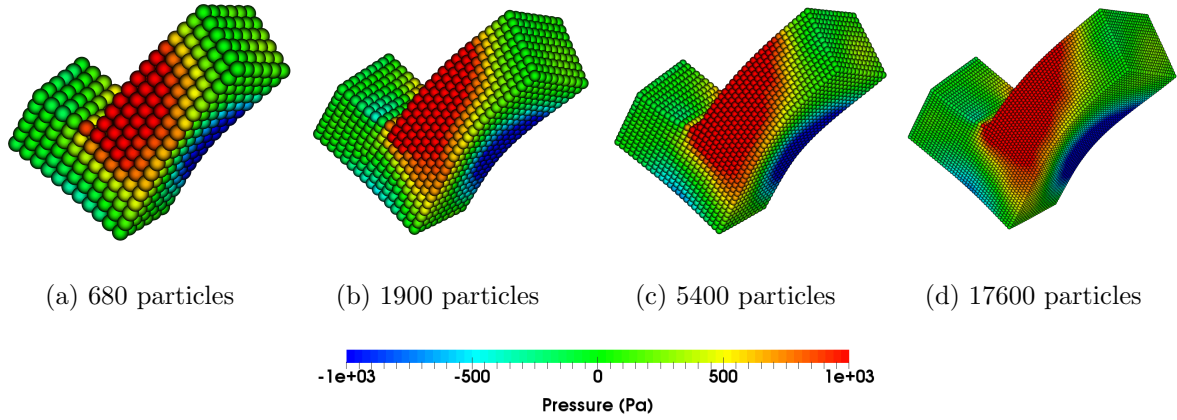 (a) 680 particles (b) 1900 particles (c) 5400 particles (d) 17600 particles
-1e+03 -500 0 500 1e+03
Pressure (Pa)